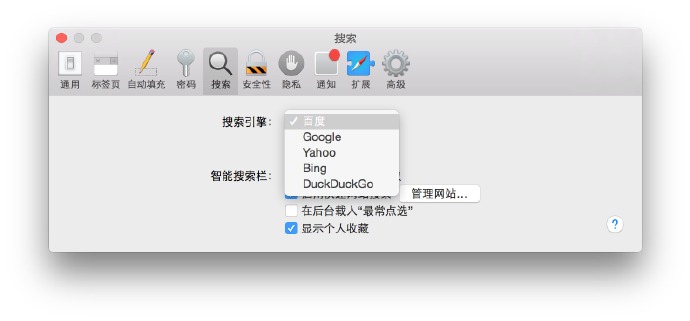 搜索
通用 标签页 自动填充 密码 搜索 安全性 隐私 通知 扩展 高级
搜索引擎： ✓ 百度
Google
Yahoo
Bing
DuckDuckGo
智能搜索栏：
管理网站...
在后台载入“最常点选”
✓ 显示个人收藏
?